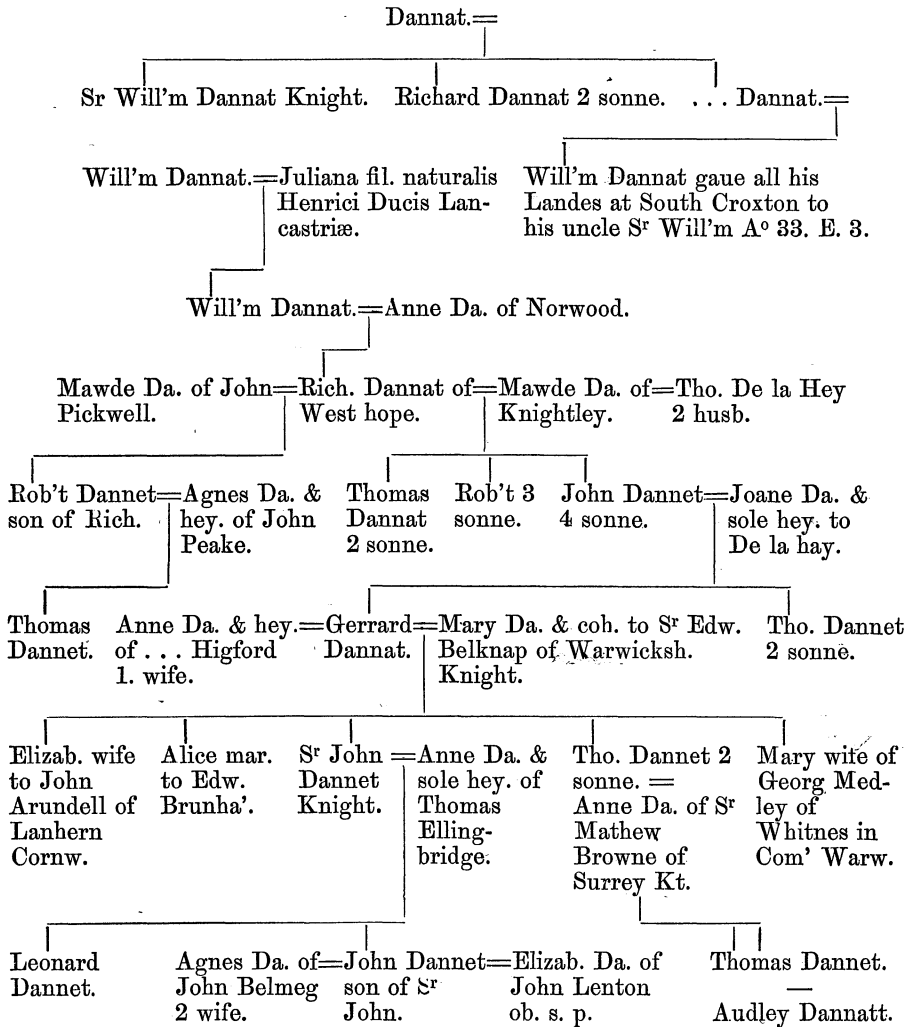 Dannat.=
Sr Will'm Dannat Knight. Richard Dannat 2 sonne. . . . Dannat.=
Will'm Dannat.=Juliana fil. naturalis
Henrici Ducis Lan-
castriæ.
Will'm Dannat gaue all his
Landes at South Croxton to
his uncle Sr Will'm Ao 33. E. 3.
Will'm Dannat.=Anne Da. of Norwood.
Mawde Da. of John=Rich. Dannat of=Mawde Da. of=Tho. De la Hey
Pickwell. West hope. Knightley. 2 husb.
Rob't Dannet=Agnes Da. &
son of Rich. hey. of John
Peake.
Thomas
Dannat
2 sonne.
Rob't 3
sonne.
John Dannet=Joane Da. &
4 sonne. sole hey. to
De la hay.
Thomas
Dannet.
Anne Da. & hey.=Gerrard=Mary Da. & coh. to Sr Edw.
of . . . Higford Dannat. Belknap of Warwicksh.
1. wife. Knight.
Tho. Dannet
2 sonne.
Elizab. wife
to John
Arundell of
Lanhern
Cornw.
Alice mar.
to Edw.
Brunha'.
Sr John =Anne Da. &
Dannet sole hey. of
Knight. Thomas
Elling-
bridge.
Tho. Dannet 2
sonne. =
Anne Da. of Sr
Mathew
Browne of
Surrey Kt.
Mary wife of
Georg Med-
ley of
Whitnes in
Com' Warw.
Leonard
Dannet.
Agnes Da. of=John Dannet=Elizab. Da. of
John Belmeg son of Sr John Lenton
2 wife. John. ob. s. p.
Thomas Dannet.
—
Audley Dannatt.